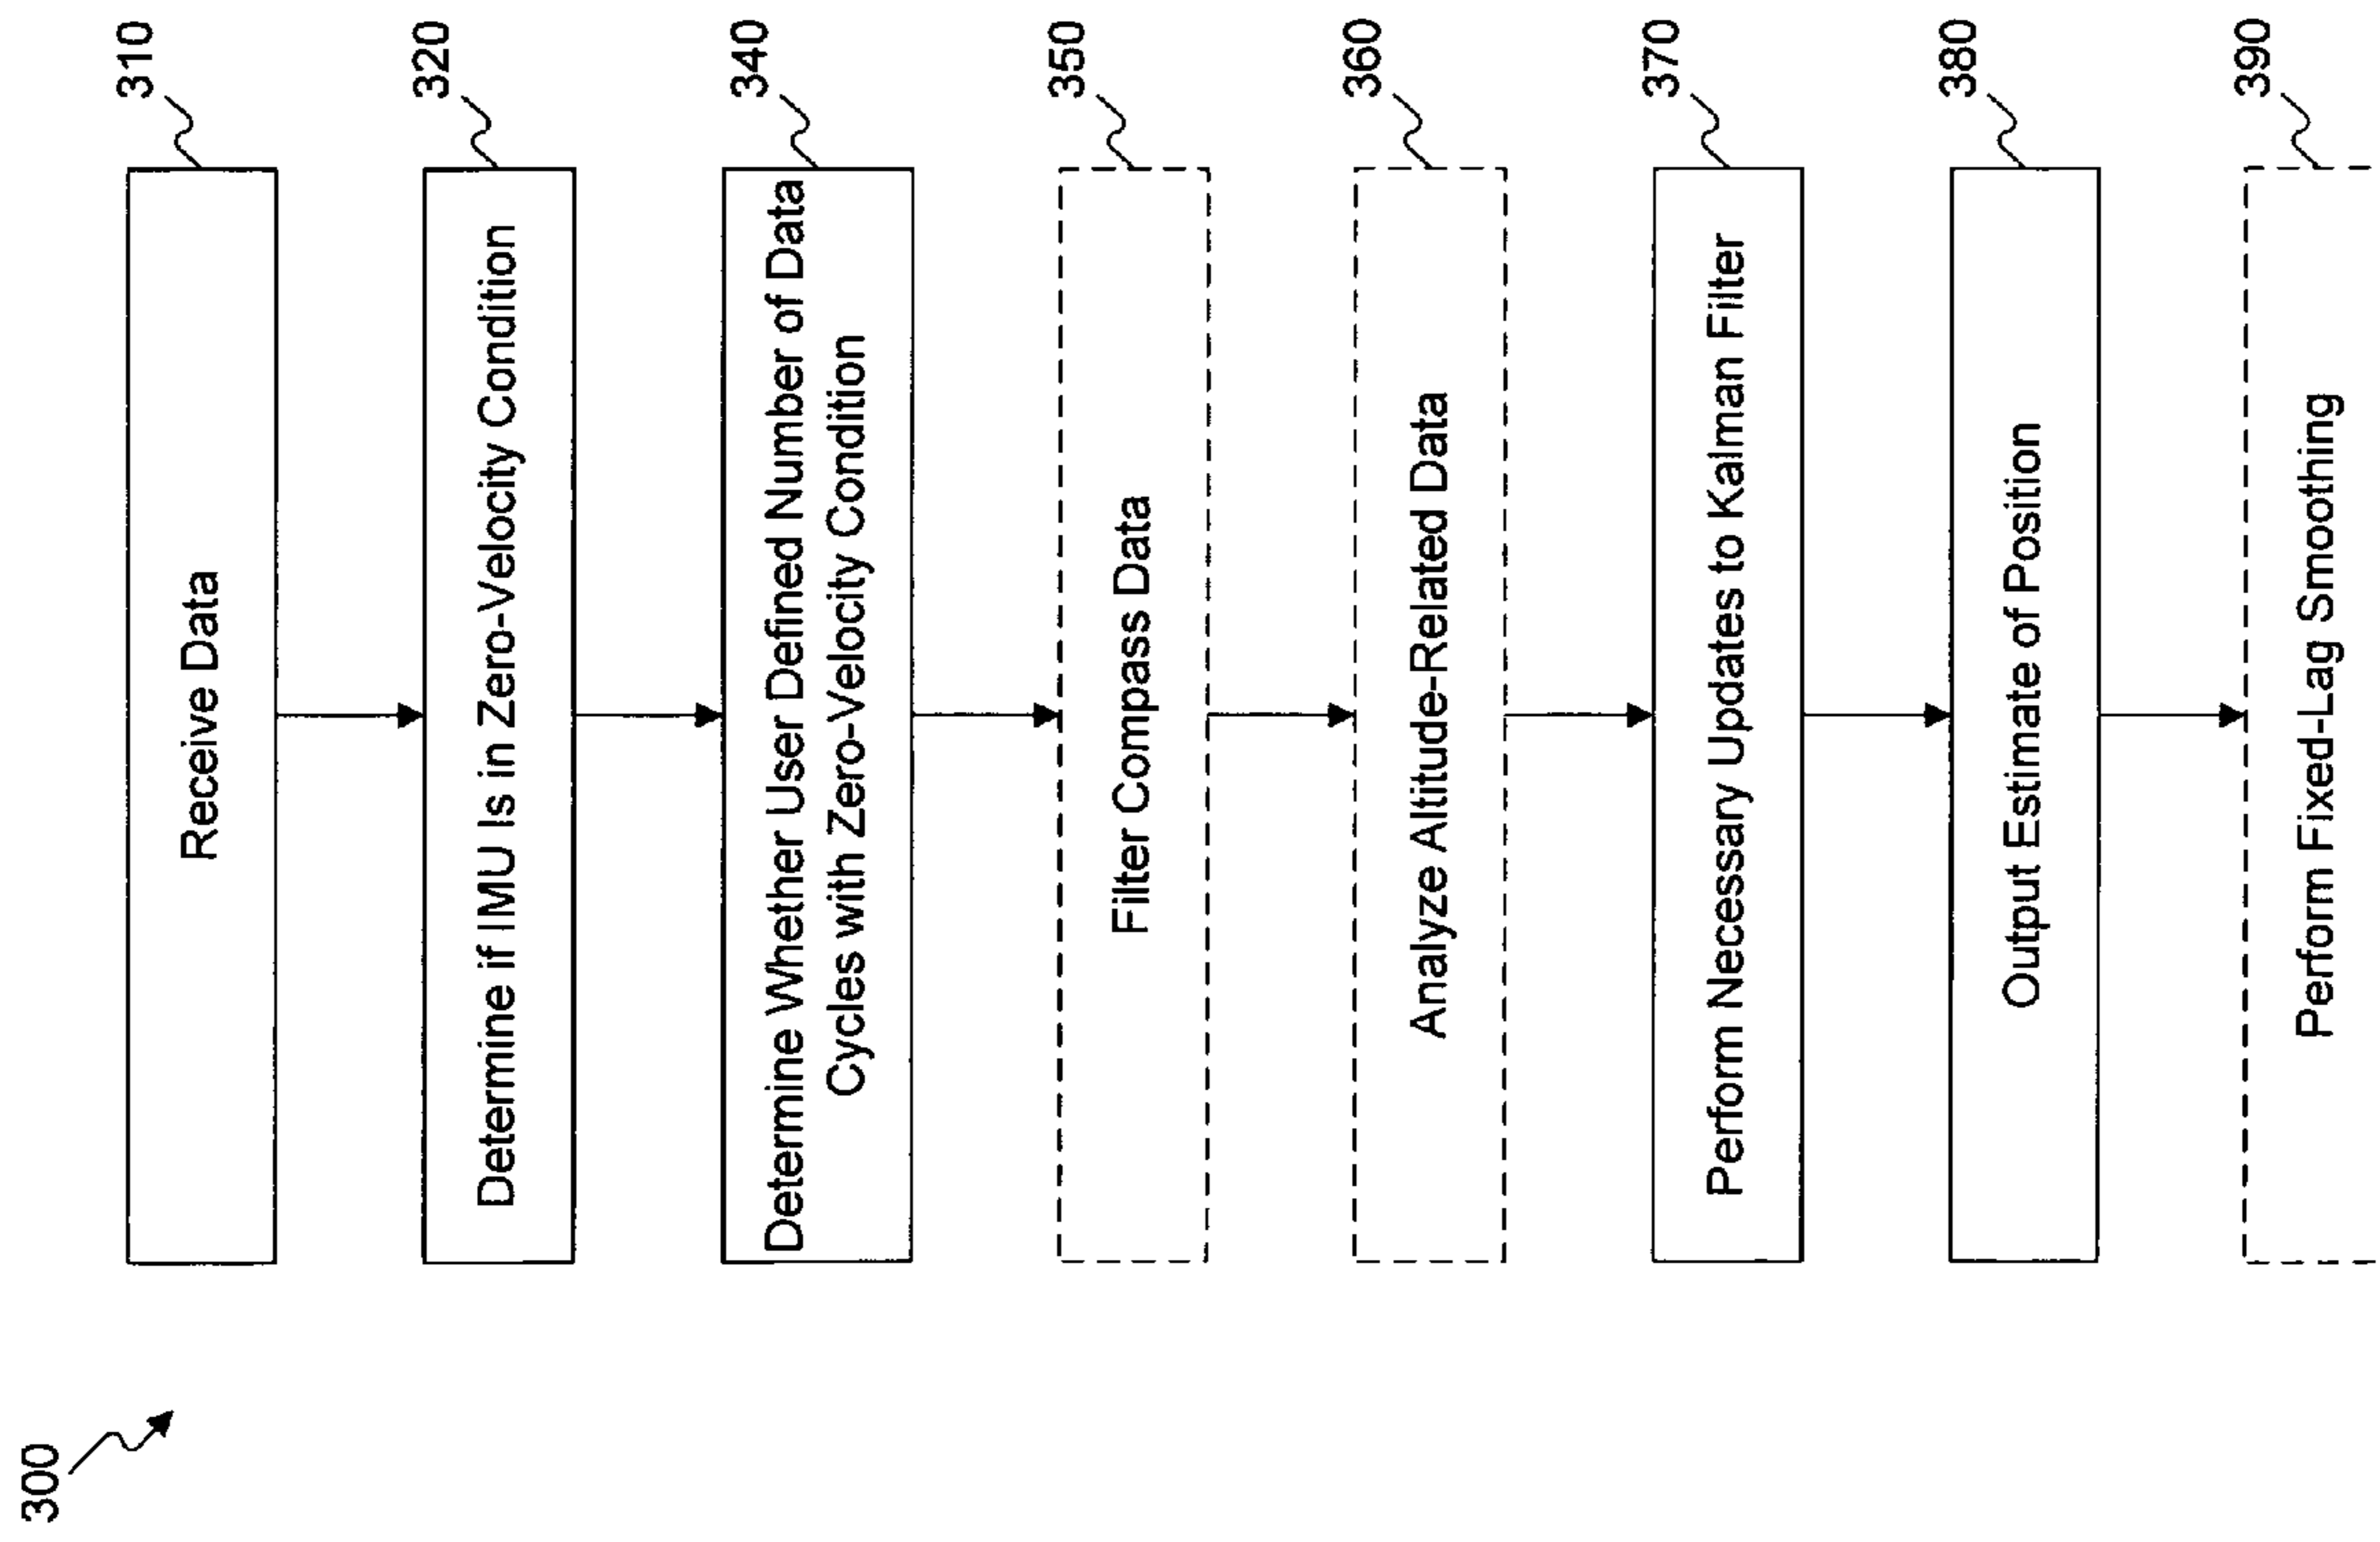 300
Receive Data
310
Determine if IMU Is in Zero-Velocity Condition
320
Determine Whether User Defined Number of Data
Cycles with Zero-Velocity Condition
340
Filter Compass Data
350
Analyze Altitude-Related Data
360
Perform Necessary Updates to Kalman Filter
370
Output Estimate of Position
380
Perform Fixed-Lag Smoothing
390